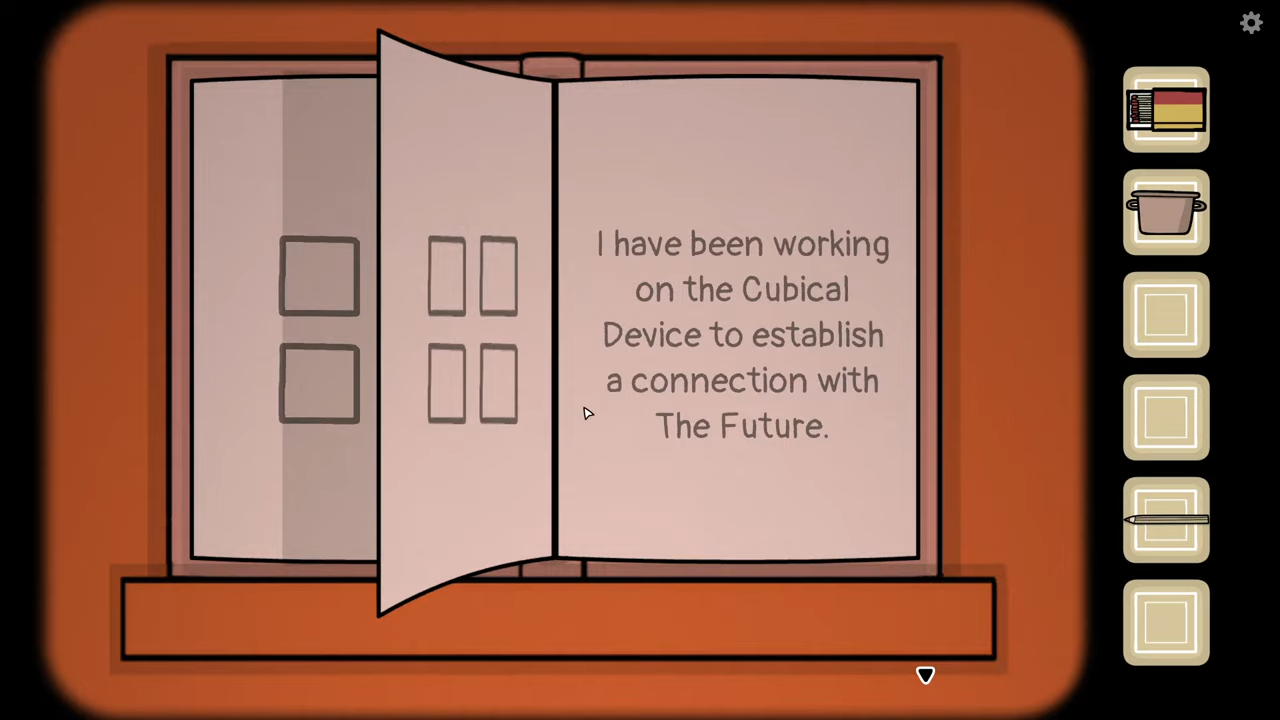 I have been working
on the Cubical
Device to establish
a connection with
The Future.